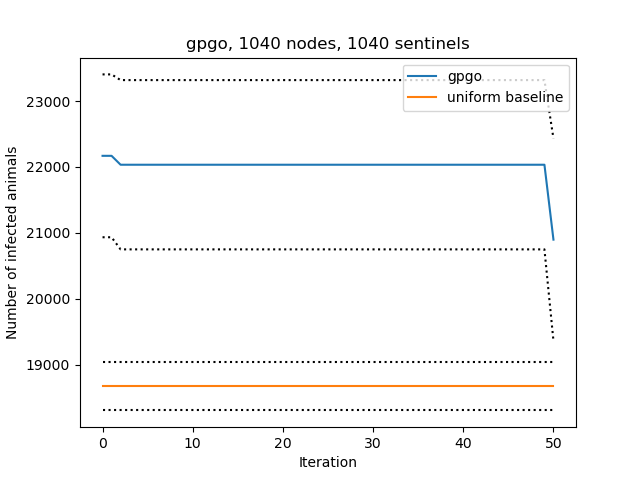 gpgo, 1040 nodes, 1040 sentinels
gpgo
uniform baseline
Number of infected animals
23000
22000
21000
20000
19000
0 10 20 30 40 50
Iteration